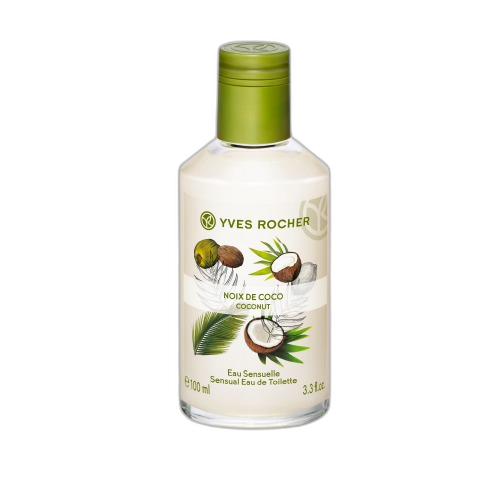 YVES ROCHER
NOIX DE COCO
COCONUT
Eau Sensuelle
Sensual Eau de Toilette
℮100 ml 3.3 fl.oz.